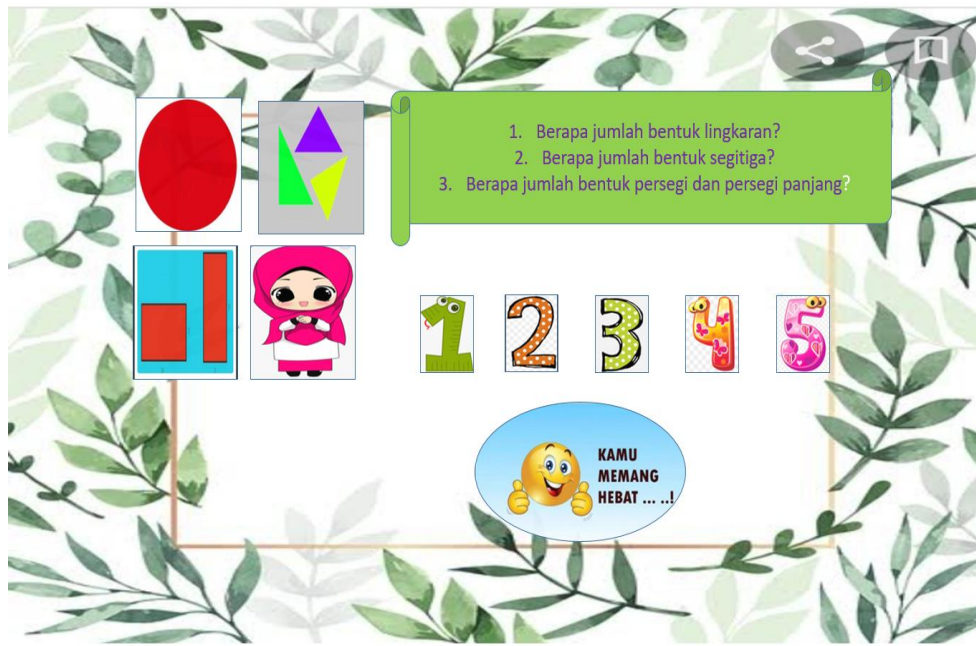 1. Berapa jumlah bentuk lingkaran?
2. Berapa jumlah bentuk segitiga?
3. Berapa jumlah bentuk persegi dan persegi panjang?
1 2 3 4 5
KAMU
MEMANG
HEBAT ... ..!